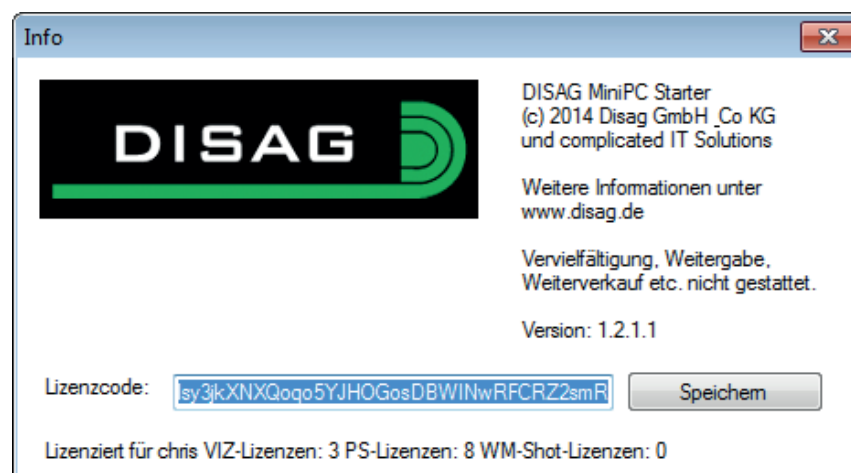 Info
DISAG
DISAG MiniPC Starter
(c) 2014 Disag GmbH _Co KG
und complicated IT Solutions
Weitere Informationen unter
www.disag.de
Vervielfältigung, Weitergabe,
Weiterverkauf etc. nicht gestattet.
Version: 1.2.1.1
Lizenzcode: lsy3jkXNXQoqo5YJHOGosDBWINwRFCRZ2smR Speichern
Lizenziert für chris VIZ-Lizenzen: 3 PS-Lizenzen: 8 WM-Shot-Lizenzen: 0